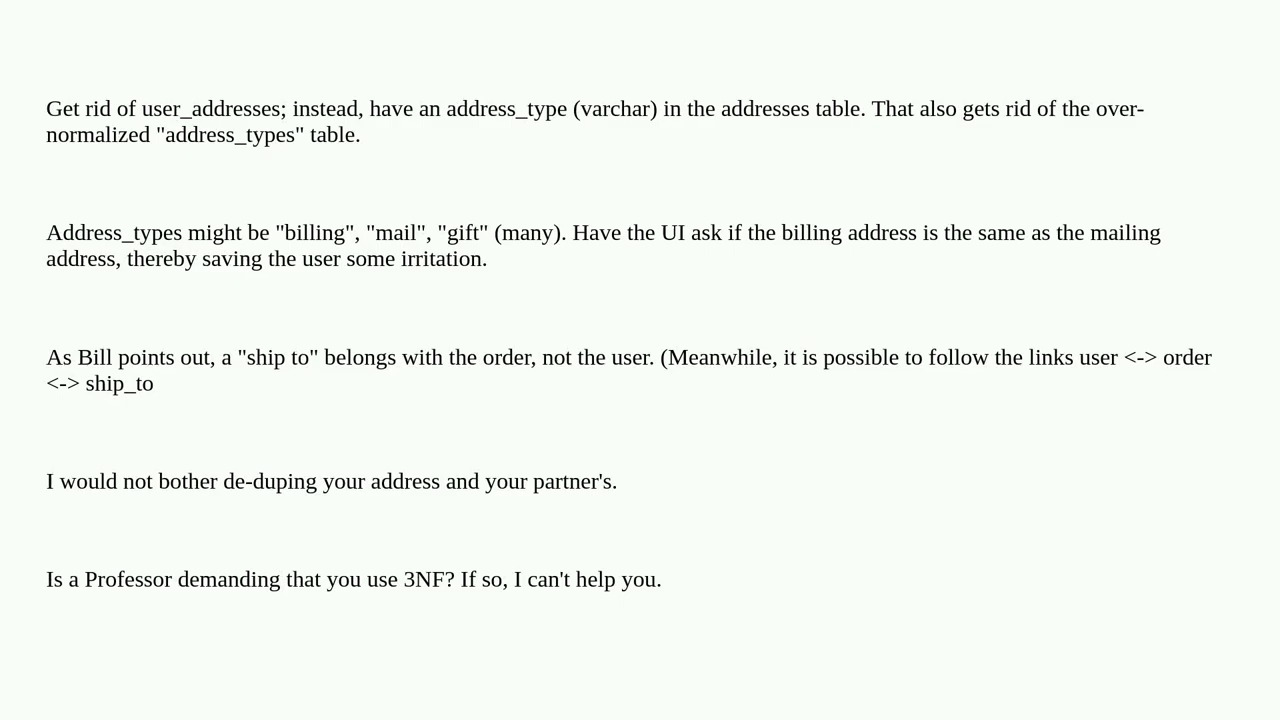 Get rid of user_addresses; instead, have an address_type (varchar) in the addresses table. That also gets rid of the over-
normalized "address_types" table.
Address_types might be "billing", "mail", "gift" (many). Have the UI ask if the billing address is the same as the mailing
address, thereby saving the user some irritation.
As Bill points out, a "ship to" belongs with the order, not the user. (Meanwhile, it is possible to follow the links user <-> order
<-> ship_to
I would not bother de-duping your address and your partner's.
Is a Professor demanding that you use 3NF? If so, I can't help you.